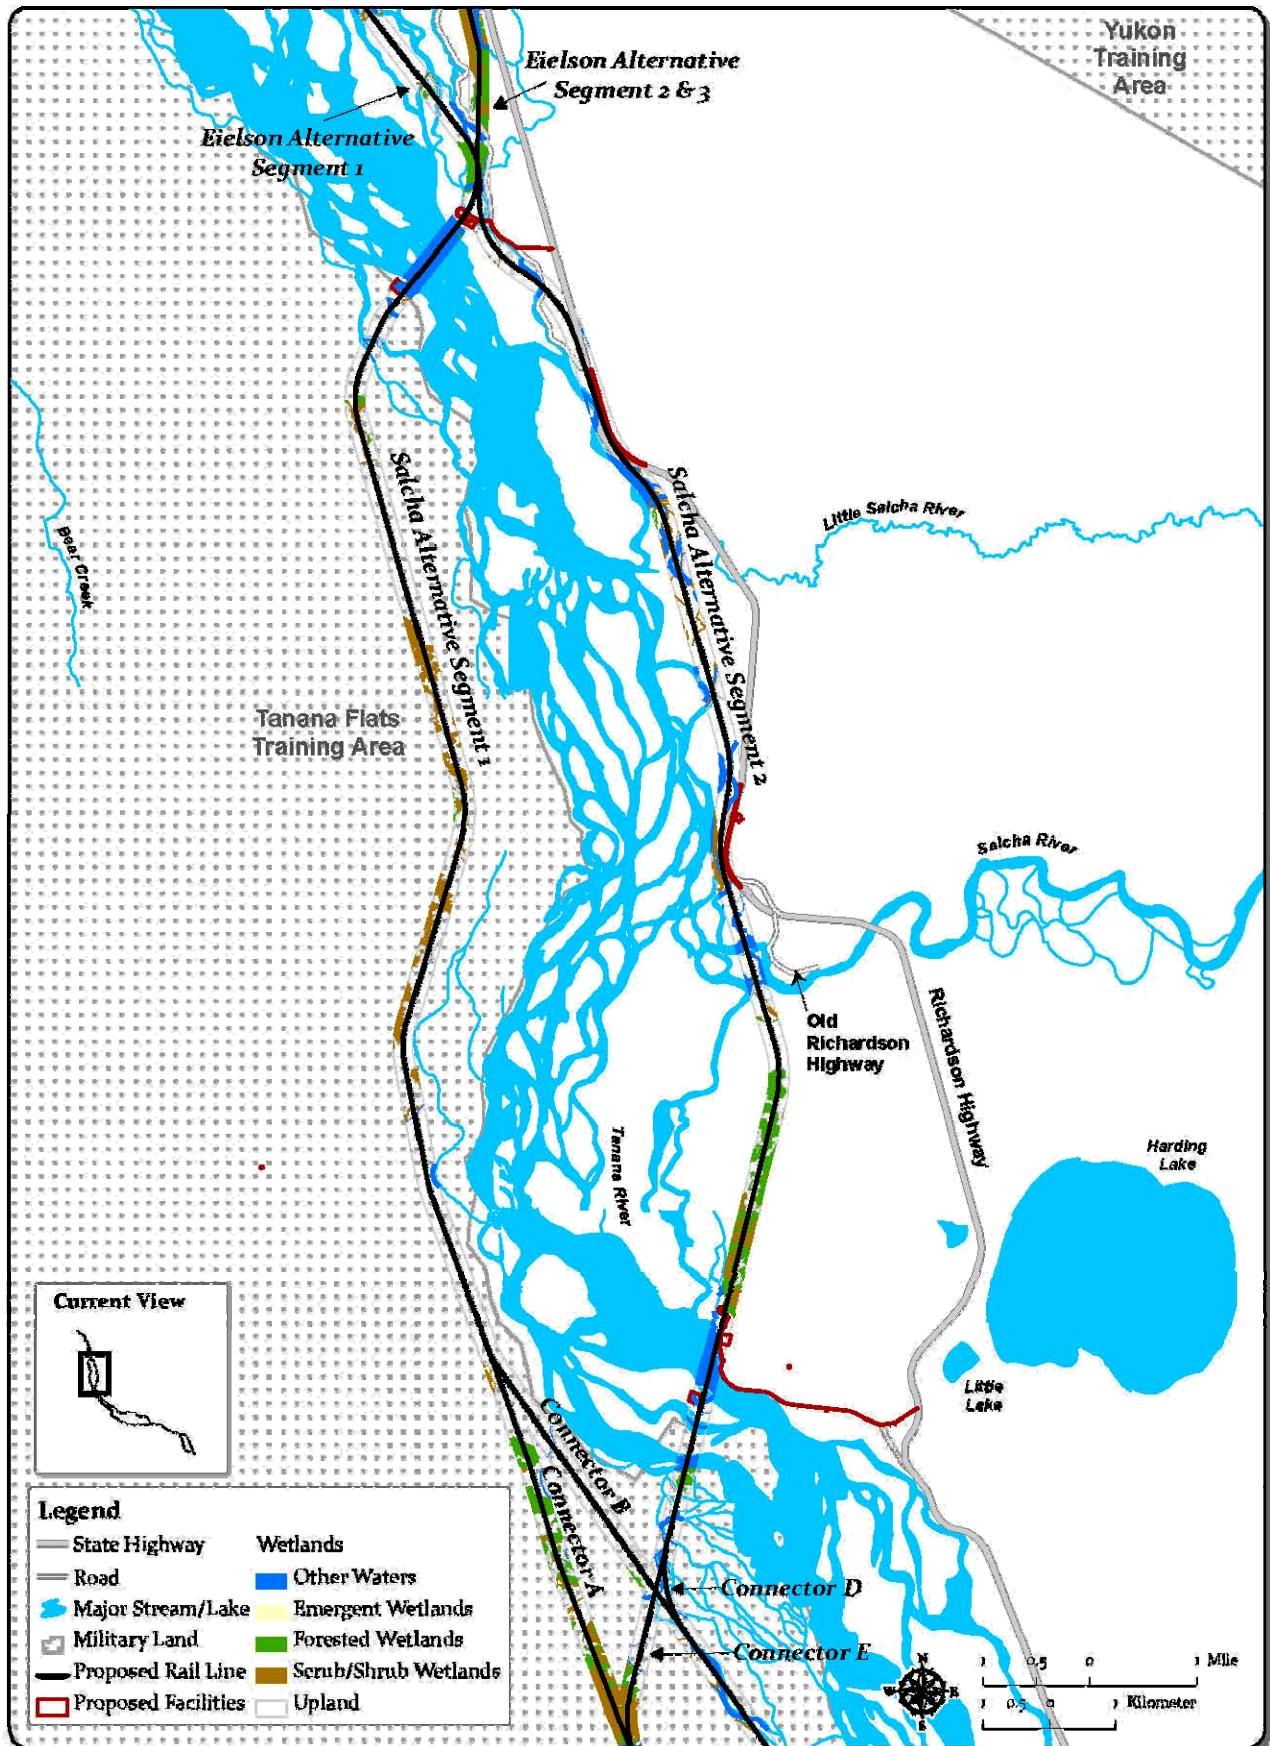 Yukon
Training
Area
Eielson Alternative
Segment 2 & 3
Eielson Alternative
Segment 1
Salcha Alternative Segment 1
Salcha Alternative Segment 2
Little Salcha River
Bear Creek
Tanana Flats
Training Area
Salcha River
Old
Richardson
Highway
Richardson Highway
Tanana River
Harding
Lake
Little
Lake
Current View
Connector B
Connector A
Connector D
Connector E
Legend
State Highway
Road
Major Stream/Lake
Military Land
Proposed Rail Line
Proposed Facilities
Wetlands
Other Waters
Emergent Wetlands
Forested Wetlands
Scrub/Shrub Wetlands
Upland
N
W E
S
1 0.5 0 1 Mile
1 0.5 0 1 Kilometer